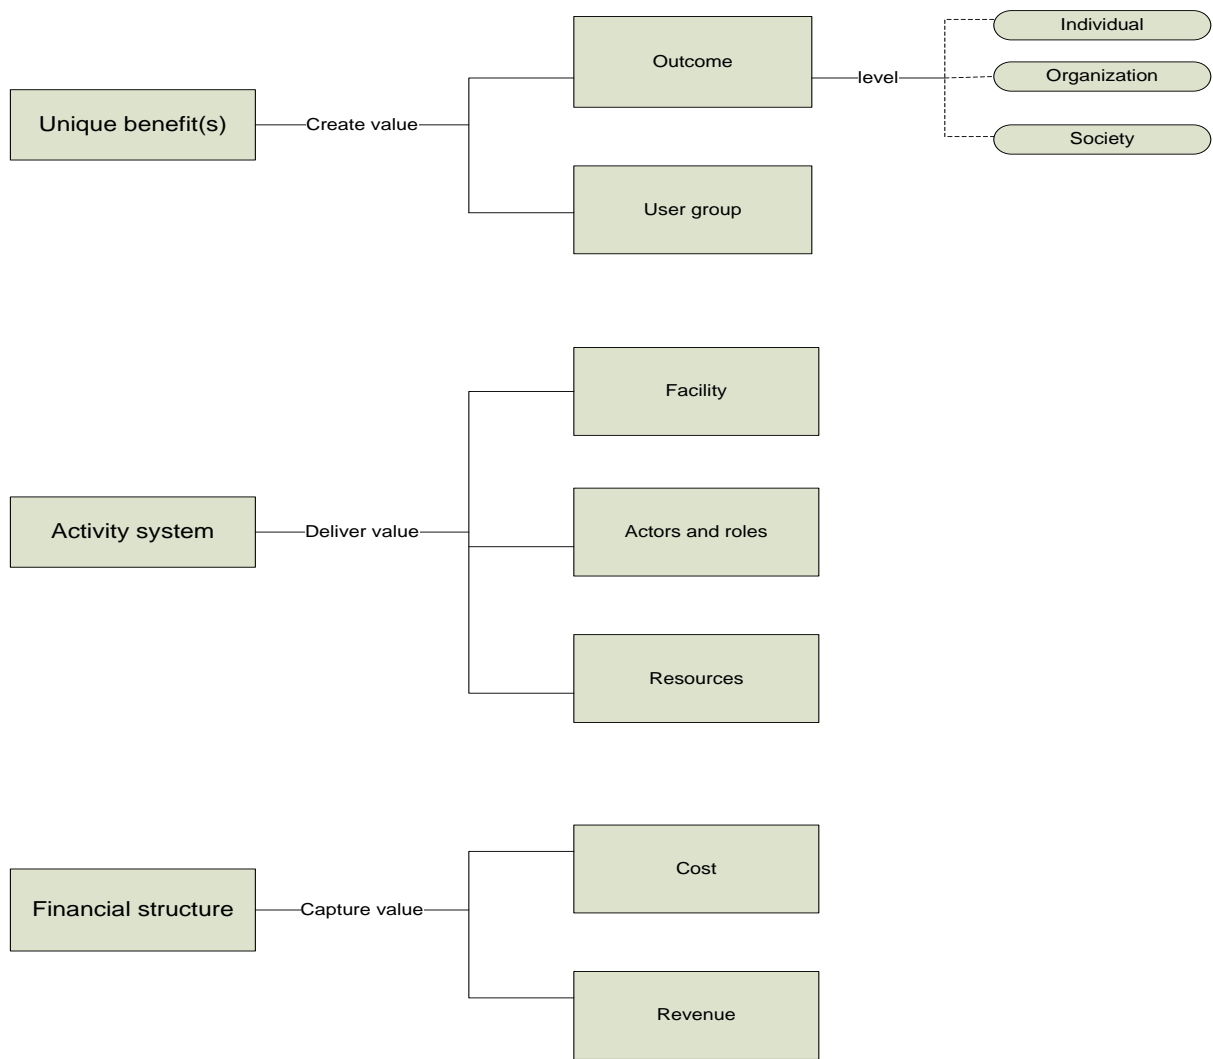 Unique benefit(s)
Create value
Outcome
level
Individual
Organization
Society
User group
Activity system
Deliver value
Facility
Actors and roles
Resources
Financial structure
Capture value
Cost
Revenue